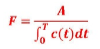 F = Λ / ∫₀ᵀ c(t)dt